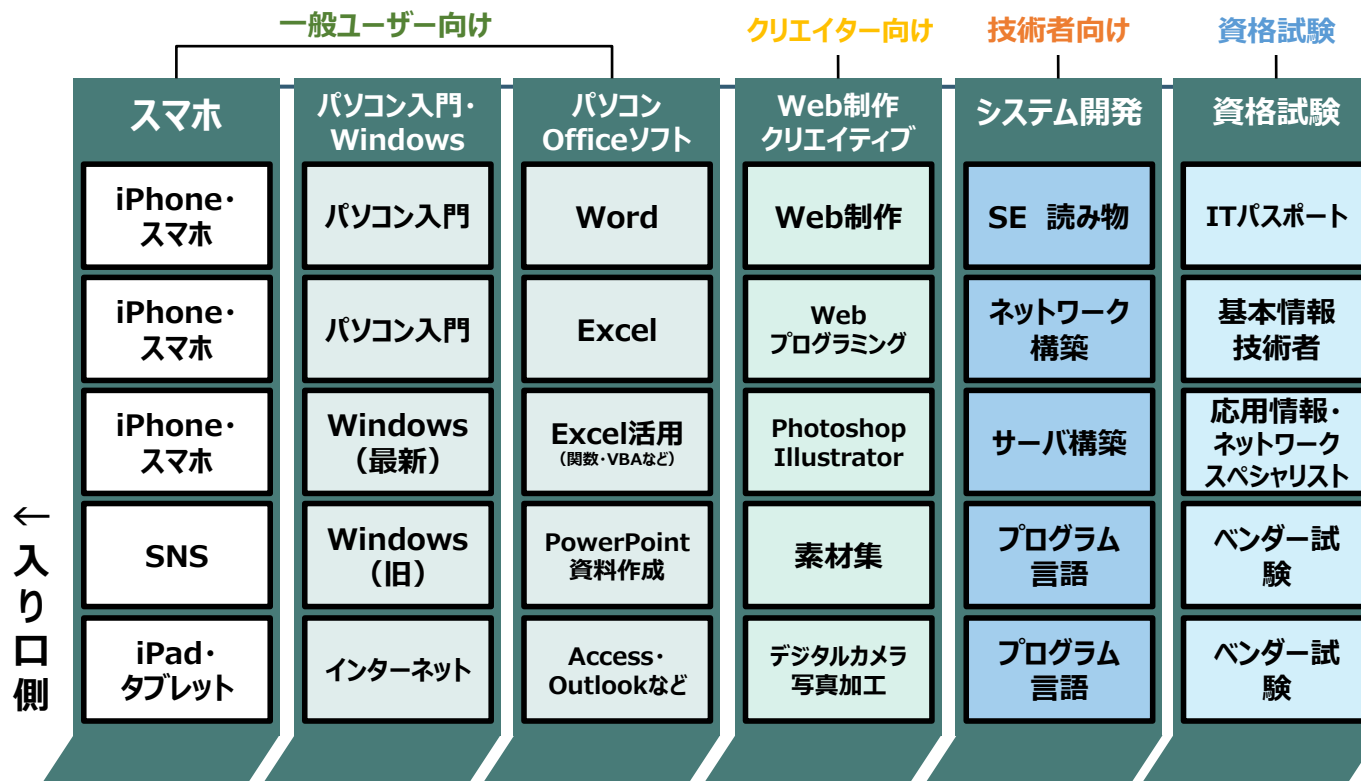 一般ユーザー向け
クリエイター向け
技術者向け
資格試験
スマホ
パソコン入門・
Windows
パソコン
Officeソフト
Web制作
クリエイティブ
システム開発
資格試験
iPhone・
スマホ
パソコン入門
Word
Web制作
SE 読み物
ITパスポート
iPhone・
スマホ
パソコン入門
Excel
Web
プログラミング
ネットワーク
構築
基本情報
技術者
iPhone・
スマホ
Windows
（最新）
Excel活用
（関数・VBAなど）
Photoshop
Illustrator
サーバ構築
応用情報・
ネットワーク
スペシャリスト
SNS
Windows
（旧）
PowerPoint
資料作成
素材集
プログラム
言語
ベンダー試
験
iPad・
タブレット
インターネット
Access・
Outlookなど
デジタルカメラ
写真加工
プログラム
言語
ベンダー試
験
←入り口側